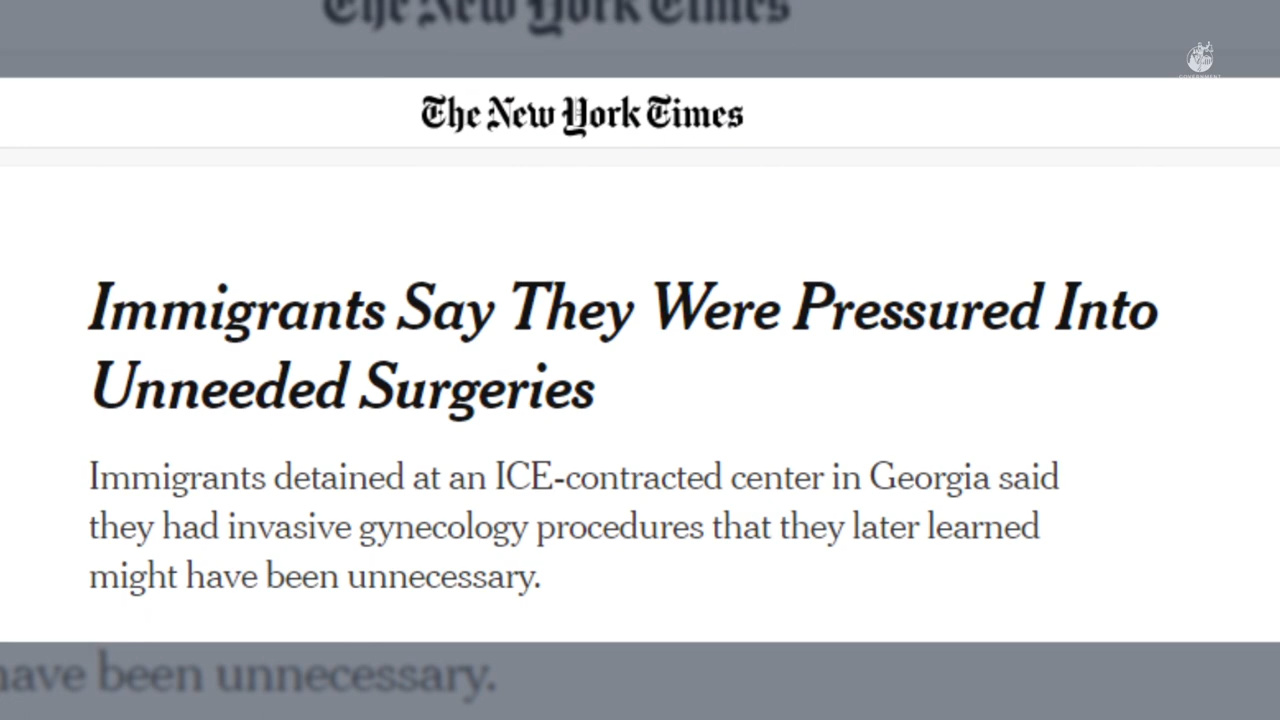 The New York Times
The New York Times
Immigrants Say They Were Pressured Into
Unneeded Surgeries
Immigrants detained at an ICE-contracted center in Georgia said
they had invasive gynecology procedures that they later learned
might have been unnecessary.
have been unnecessary.